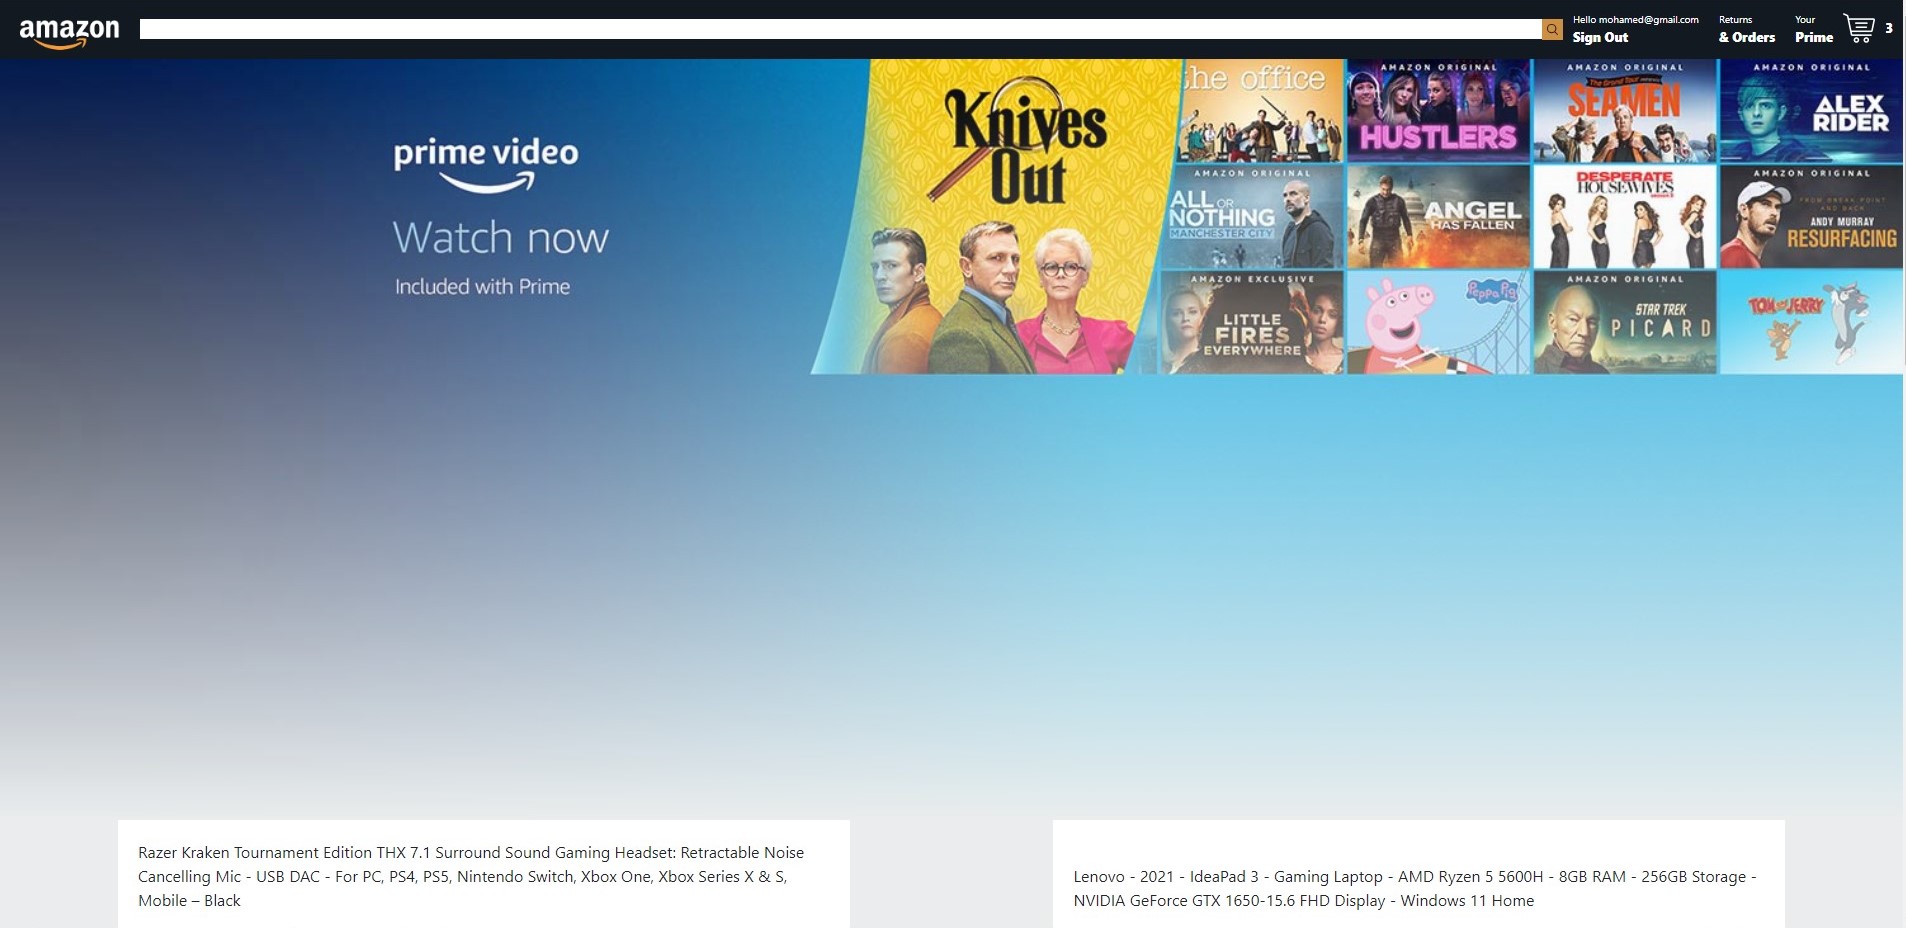 amazon
Hello mohamed@gmail.com
Sign Out
Returns
& Orders
Your
Prime
3
prime video
Watch now
Included with Prime
Knives
Out
the office
AMAZON ORIGINAL
HUSTLERS
AMAZON ORIGINAL
The Grand Tour
SEAMEN
AMAZON ORIGINAL
ALEX
RIDER
AMAZON ORIGINAL
ALL OR
NOTHING
MANCHESTER CITY
ANGEL
HAS FALLEN
DESPERATE
HOUSEWIVES
AMAZON ORIGINAL
FROM BREAK POINT
AND BACK
ANDY MURRAY
RESURFACING
AMAZON EXCLUSIVE
LITTLE
FIRES
EVERYWHERE
Peppa Pig
AMAZON ORIGINAL
STAR TREK
PICARD
TOM and JERRY
Razer Kraken Tournament Edition THX 7.1 Surround Sound Gaming Headset: Retractable Noise
Cancelling Mic - USB DAC - For PC, PS4, PS5, Nintendo Switch, Xbox One, Xbox Series X & S,
Mobile – Black
Lenovo - 2021 - IdeaPad 3 - Gaming Laptop - AMD Ryzen 5 5600H - 8GB RAM - 256GB Storage -
NVIDIA GeForce GTX 1650-15.6 FHD Display - Windows 11 Home